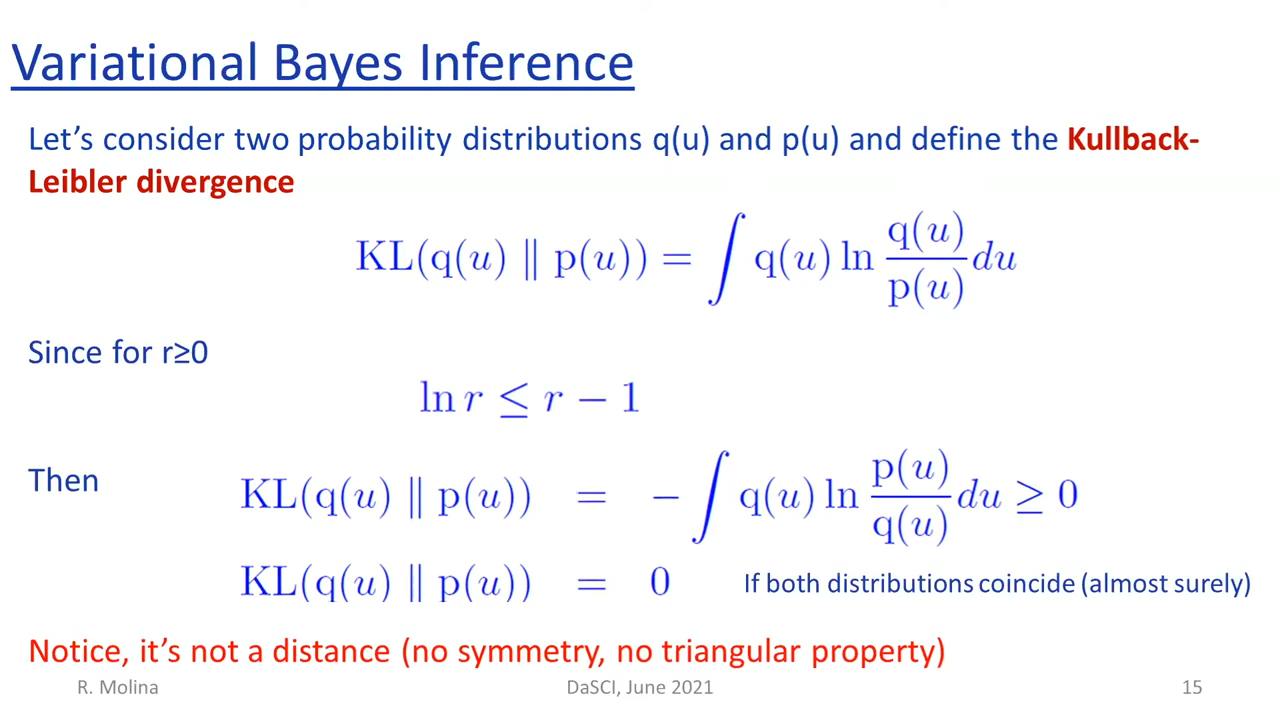 Variational Bayes Inference
Let's consider two probability distributions q(u) and p(u) and define the Kullback-
Leibler divergence
KL(q(u) ∥ p(u)) = ∫ q(u) ln q(u)/p(u) du
Since for r≥0
ln r ≤ r − 1
Then
KL(q(u) ∥ p(u)) = − ∫ q(u) ln p(u)/q(u) du ≥ 0
KL(q(u) ∥ p(u)) = 0 If both distributions coincide (almost surely)
Notice, it's not a distance (no symmetry, no triangular property)
R. Molina DaSCI, June 2021 15